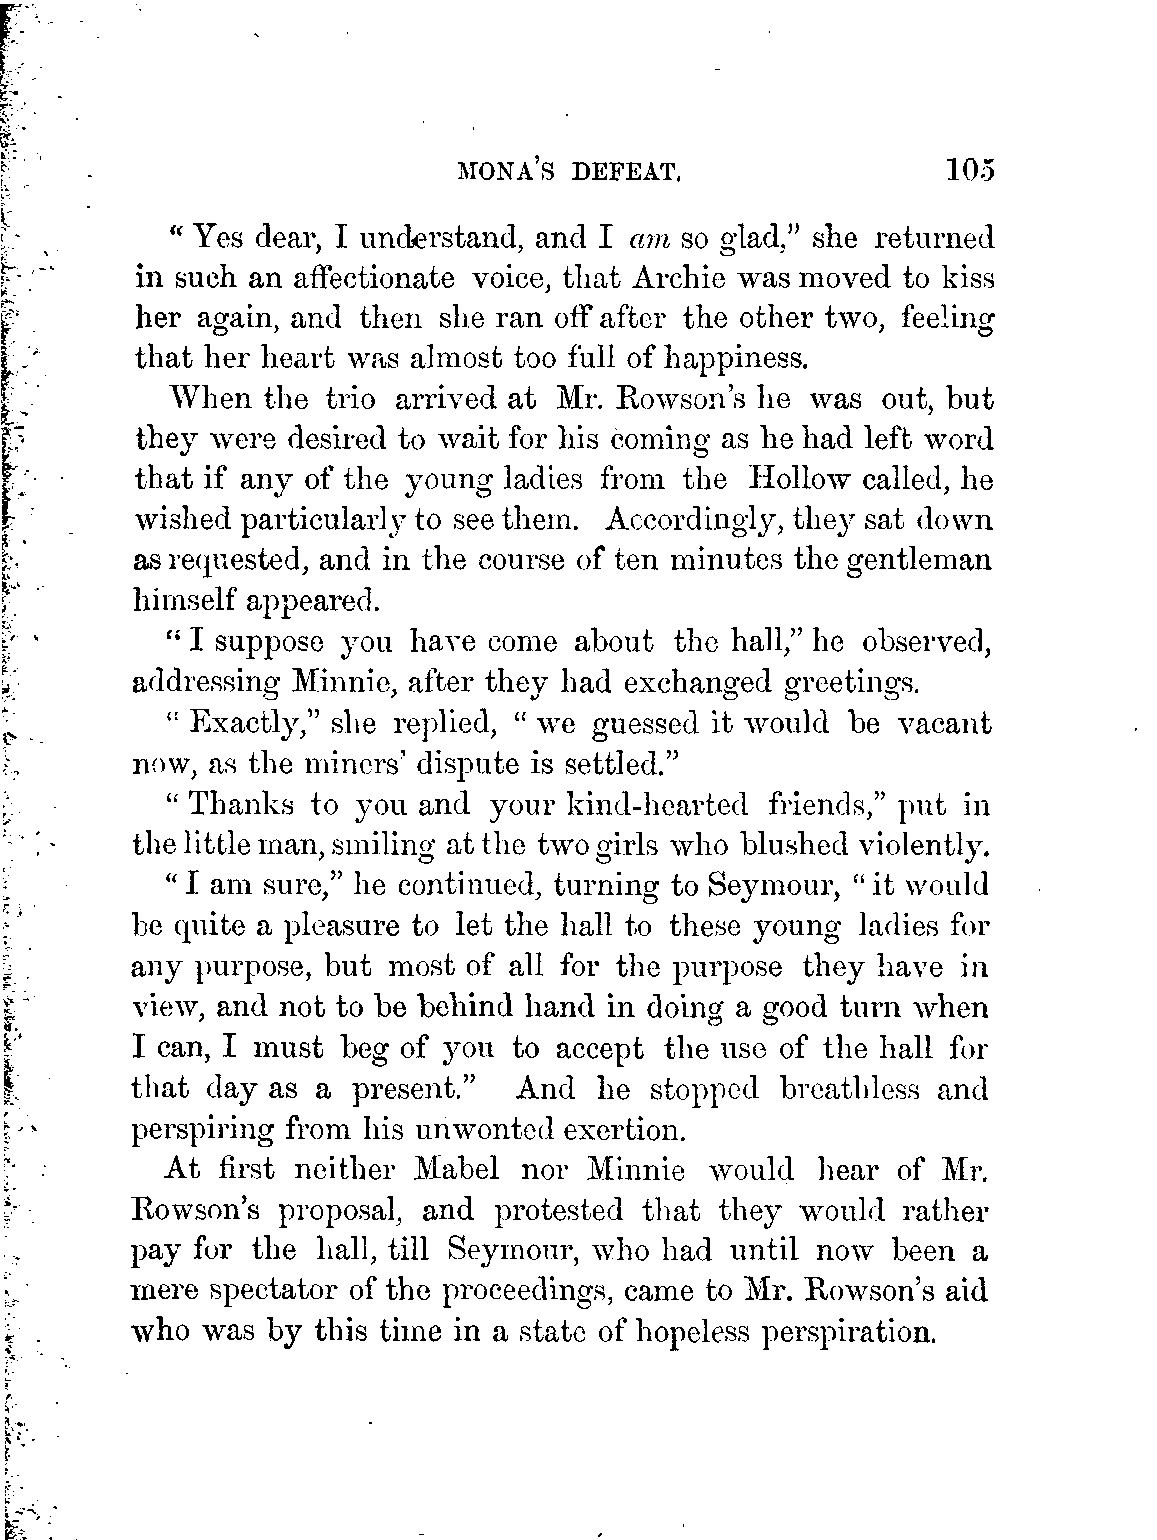 MONA'S DEFEAT. 105
“ Yes dear, I understand, and I am so glad,” she returned
in such an affectionate voice, that Archie was moved to kiss
her again, and then she ran off after the other two, feeling
that her heart was almost too full of happiness.
When the trio arrived at Mr. Rowson's he was out, but
they were desired to wait for his coming as he had left word
that if any of the young ladies from the Hollow called, he
wished particularly to see them. Accordingly, they sat down
as requested, and in the course of ten minutes the gentleman
himself appeared.
“ I suppose you have come about the hall,” he observed,
addressing Minnie, after they had exchanged greetings.
“ Exactly,” she replied, “ we guessed it would be vacant
now, as the miners' dispute is settled.”
“ Thanks to you and your kind-hearted friends,” put in
the little man, smiling at the two girls who blushed violently.
“ I am sure,” he continued, turning to Seymour, “ it would
be quite a pleasure to let the hall to these young ladies for
any purpose, but most of all for the purpose they have in
view, and not to be behind hand in doing a good turn when
I can, I must beg of you to accept the use of the hall for
that day as a present.” And he stopped breathless and
perspiring from his unwonted exertion.
At first neither Mabel nor Minnie would hear of Mr.
Rowson's proposal, and protested that they would rather
pay for the hall, till Seymour, who had until now been a
mere spectator of the proceedings, came to Mr. Rowson's aid
who was by this time in a state of hopeless perspiration.